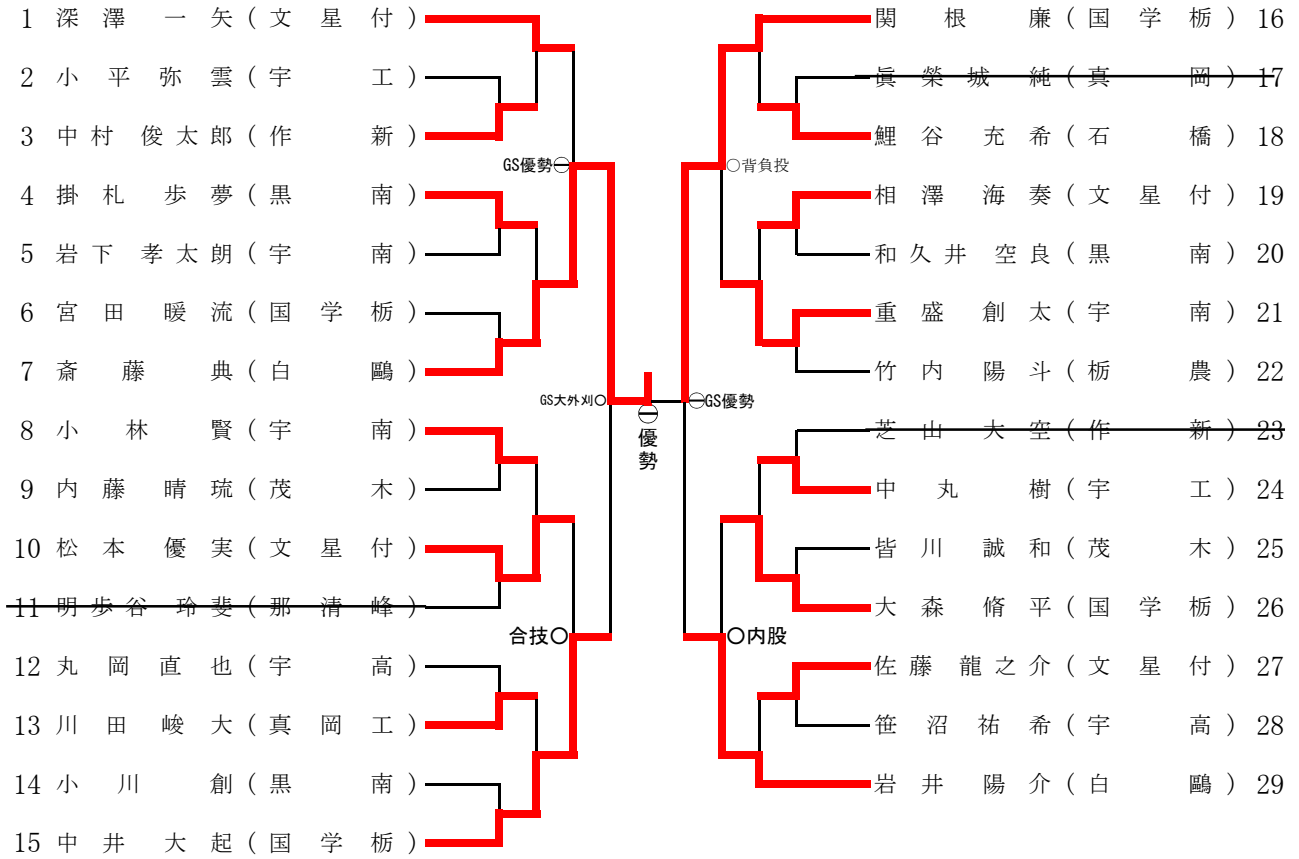 1 深澤一矢(文星付)
2 小平弥雲(宇工)
3 中村俊太郎(作新)
GS優勢
4 掛札歩夢(黒南)
5 岩下孝太朗(宇南)
6 宮田暖流(国学栃)
7 斎藤典(白鷗)
GS大外刈○
8 小林賢(宇南)
9 内藤晴琉(茂木)
10 松本優実(文星付)
11 明歩谷玲斐(那清峰)
合技○
12 丸岡直也(宇高)
13 川田峻大(真岡工)
14 小川創(黒南)
15 中井大起(国学栃)
優勢
関根廉(国学栃) 16
眞榮城純(真岡) 17
鯉谷充希(石橋) 18
○背負投
相澤海奏(文星付) 19
和久井空良(黒南) 20
重盛創太(宇南) 21
竹内陽斗(栃農) 22
GS優勢
芝山大空(作新) 23
中丸樹(宇工) 24
皆川誠和(茂木) 25
大森脩平(国学栃) 26
○内股
佐藤龍之介(文星付) 27
笹沼祐希(宇高) 28
岩井陽介(白鷗) 29